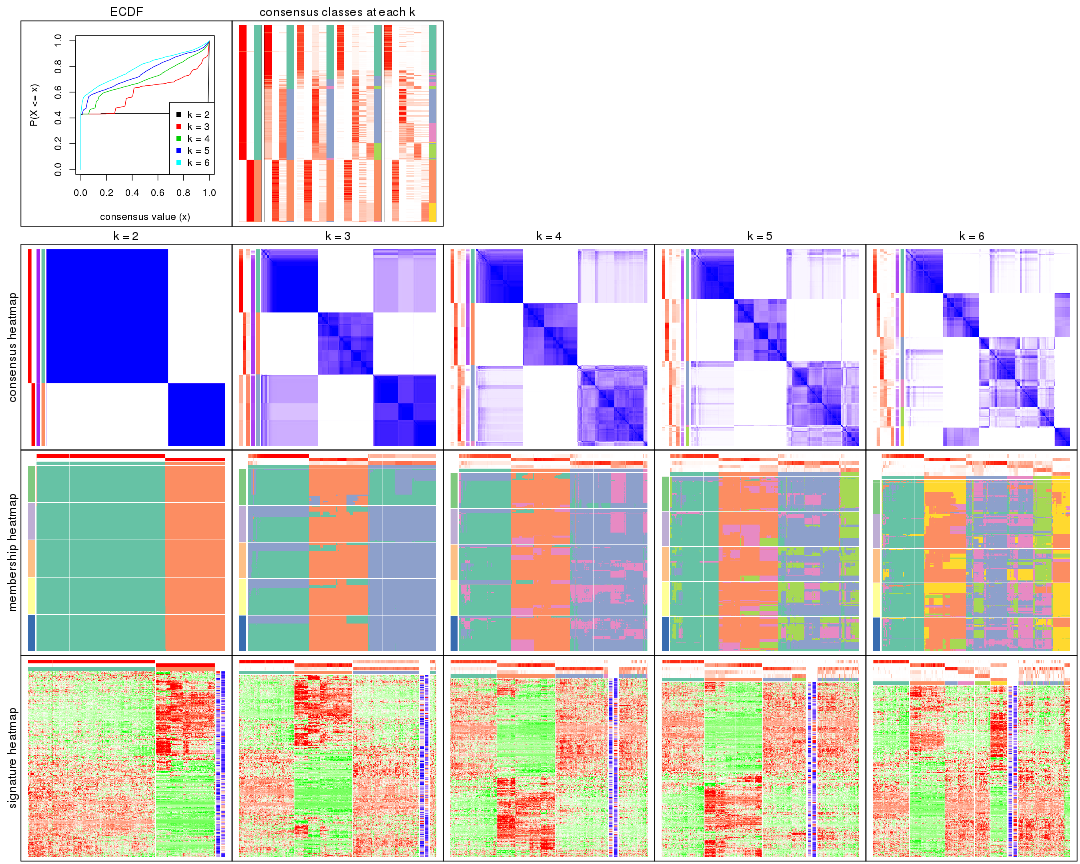 ECDF
consensus classes at each k
P(X <= x)
0.0 0.2 0.4 0.6 0.8 1.0
k = 2
k = 3
k = 4
k = 5
k = 6
0.0 0.2 0.4 0.6 0.8 1.0
consensus value (x)
k = 2
k = 3
k = 4
k = 5
k = 6
consensus heatmap
membership heatmap
signature heatmap